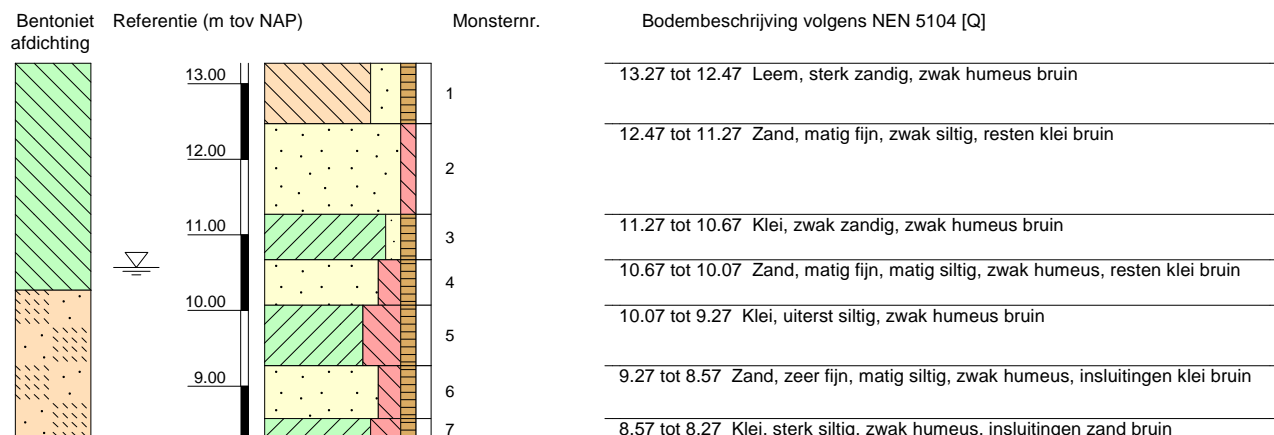 Bentoniet afdichting
Referentie (m tov NAP)
Monsternr.
Bodembeschrijving volgens NEN 5104 [Q]
13.00
1
13.27 tot 12.47 Leem, sterk zandig, zwak humeus bruin
12.00
2
12.47 tot 11.27 Zand, matig fijn, zwak siltig, resten klei bruin
11.00
3
11.27 tot 10.67 Klei, zwak zandig, zwak humeus bruin
4
10.67 tot 10.07 Zand, matig fijn, matig siltig, zwak humeus, resten klei bruin
10.00
5
10.07 tot 9.27 Klei, uiterst siltig, zwak humeus bruin
9.00
6
9.27 tot 8.57 Zand, zeer fijn, matig siltig, zwak humeus, insluitingen klei bruin
7
8.57 tot 8.27 Klei, sterk siltig, zwak humeus, insluitingen zand bruin